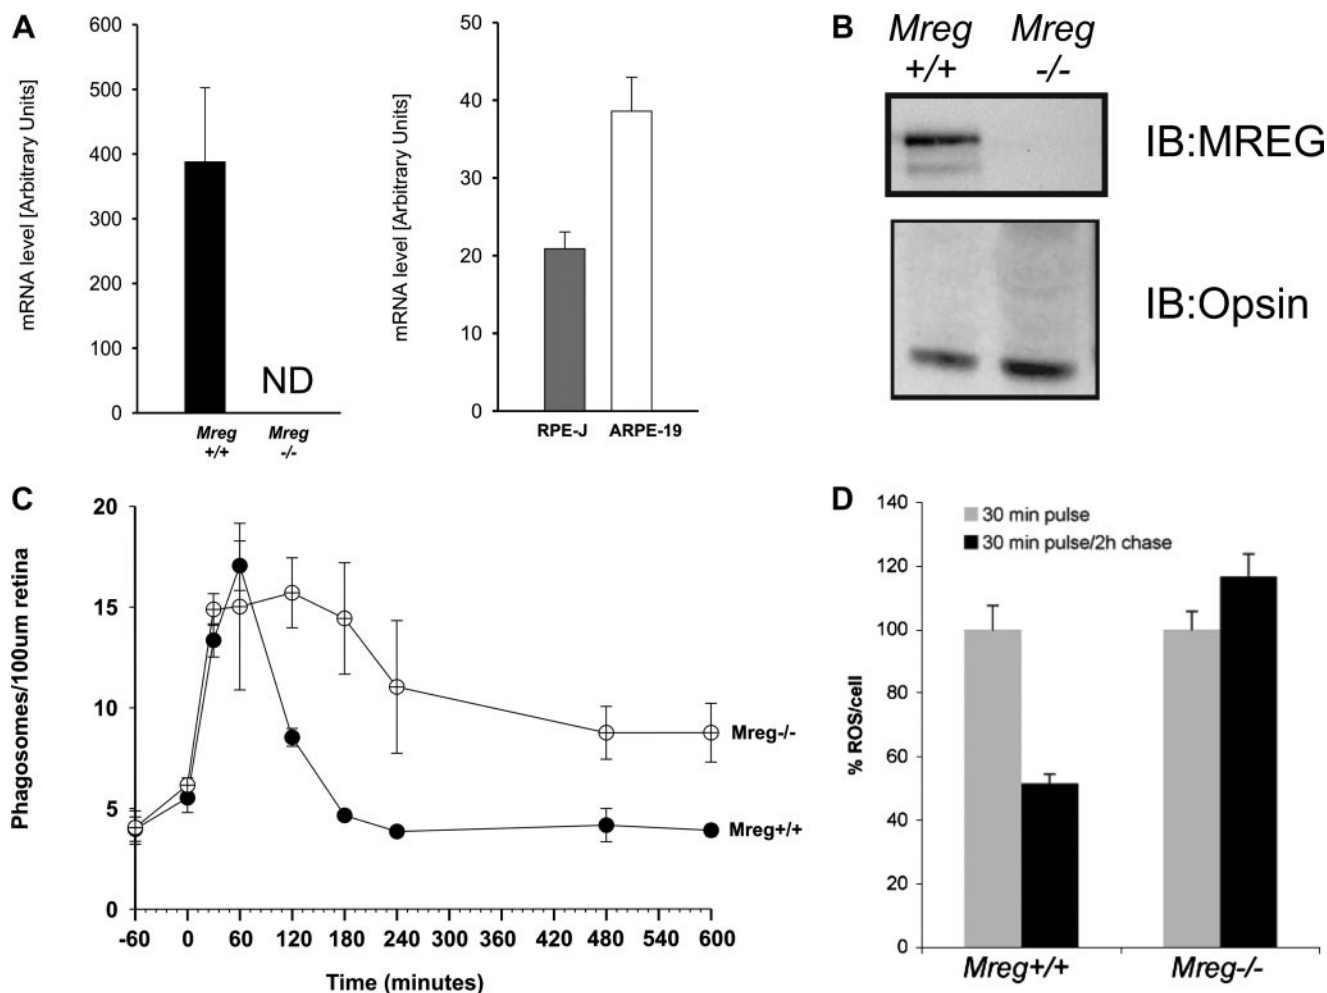 A
600
500
400
300
200
100
0
mRNA level [Arbitrary Units]
ND
Mreg
+/+
Mreg
-/-
50
40
30
20
10
0
mRNA level [Arbitrary Units]
RPE-J
ARPE-19
B
Mreg
+/+
Mreg
-/-
IB:MREG
IB:Opsin
C
20
15
10
5
0
Phagosomes/100um retina
Mreg-/-
Mreg+/+
-60 0 60 120 180 240 300 360 420 480 540 600
Time (minutes)
D
140
120
100
80
60
40
20
0
% ROS/cell
30 min pulse
30 min pulse/2h chase
Mreg+/+
Mreg-/-